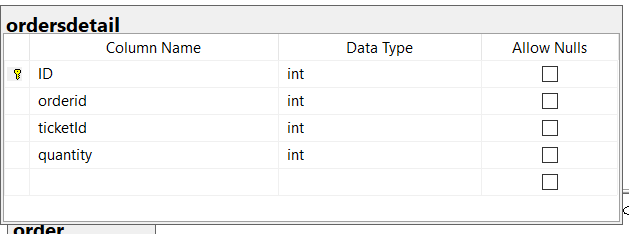 ordersdetail
Column Name Data Type Allow Nulls
ID int
orderid int
ticketId int
quantity int
order